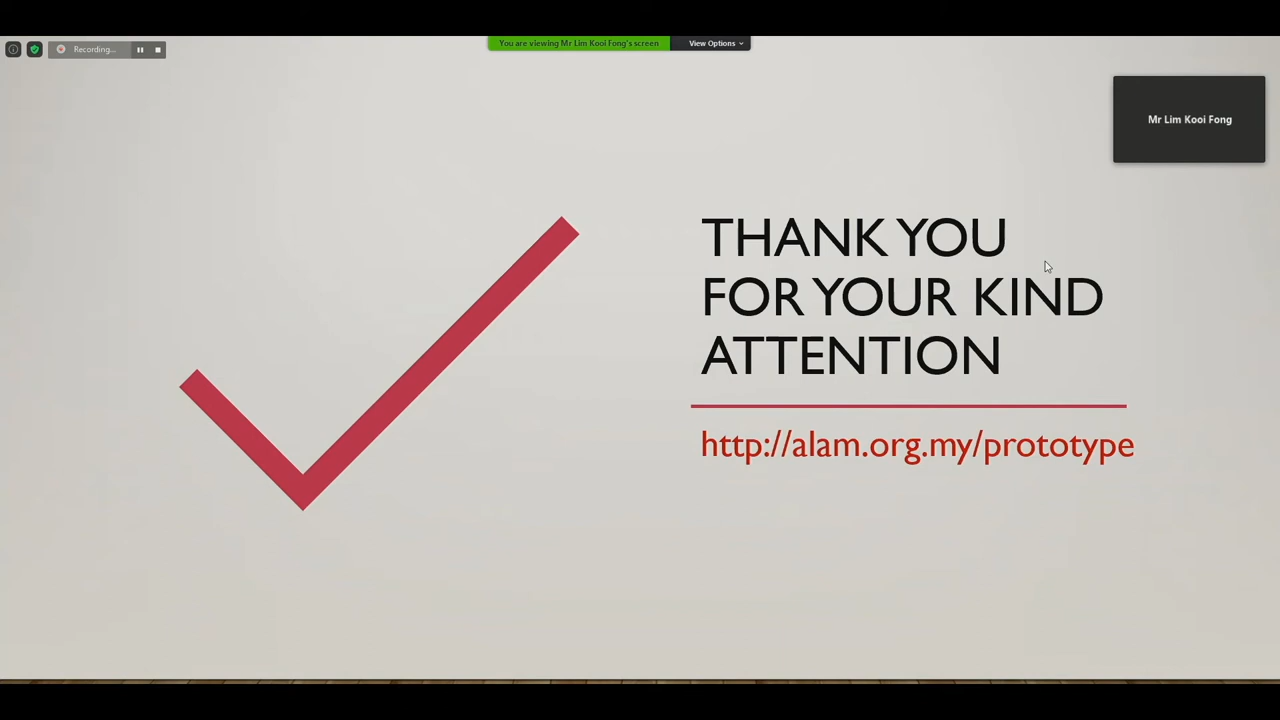 Recording...
You are viewing Mr Lim Kooi Fong's screen
View Options
Mr Lim Kooi Fong
THANK YOU
FOR YOUR KIND
ATTENTION
http://alam.org.my/prototype